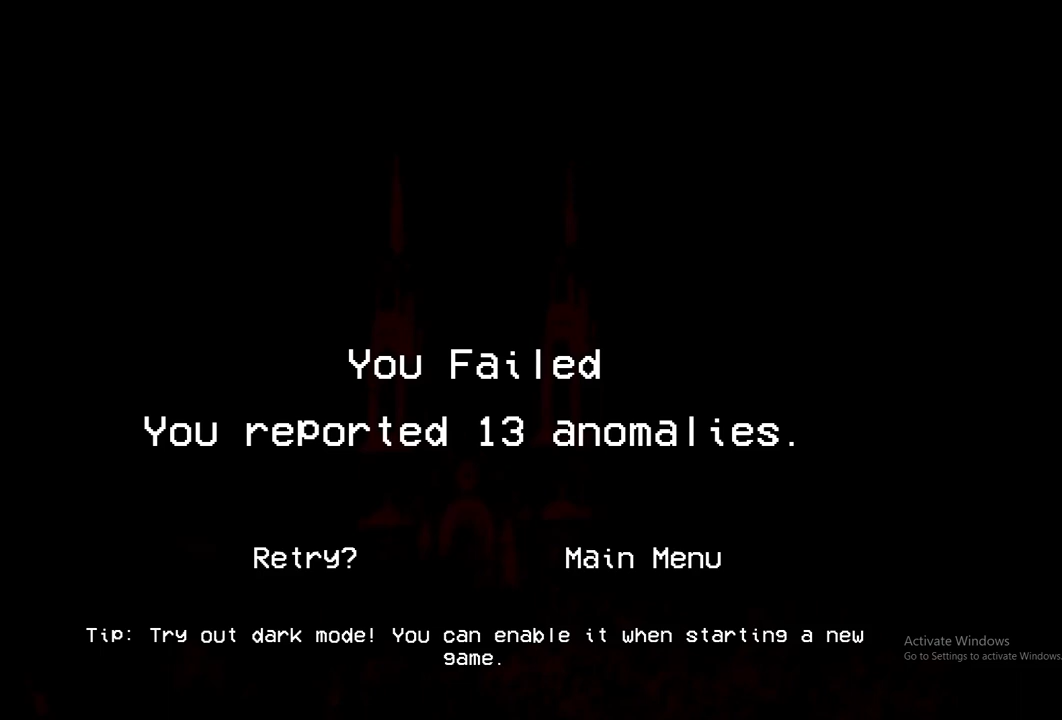 You Failed
You reported 13 anomalies.
Retry?
Main Menu
Tip: Try out dark mode! You can enable it when starting a new
game.
Activate Windows
Go to Settings to activate Windows.